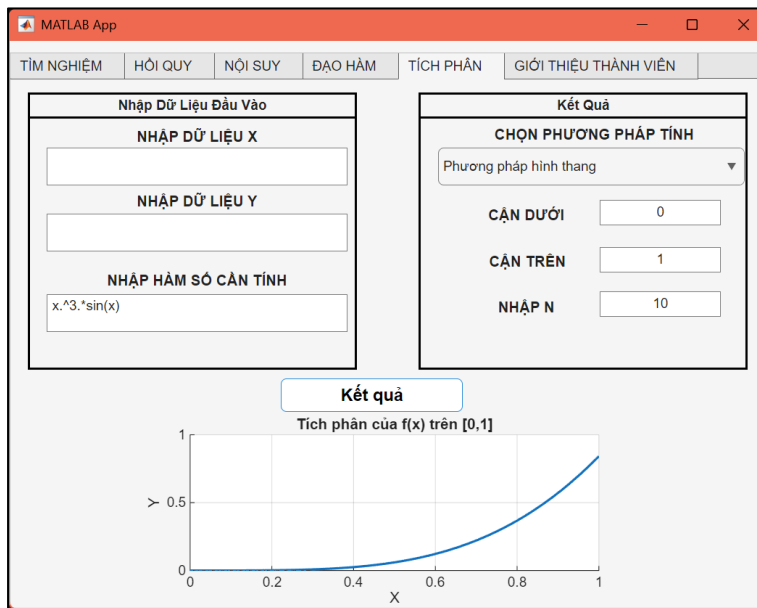 MATLAB App
TÌM NGHIỆM HỒI QUY NỘI SUY ĐẠO HÀM TÍCH PHÂN GIỚI THIỆU THÀNH VIÊN
Nhập Dữ Liệu Đầu Vào
NHẬP DỮ LIỆU X
NHẬP DỮ LIỆU Y
NHẬP HÀM SỐ CẦN TÍNH
x.^3.*sin(x)
Kết Quả
CHỌN PHƯƠNG PHÁP TÍNH
Phương pháp hình thang
CẬN DƯỚI 0
CẬN TRÊN 1
NHẬP N 10
Kết quả
Tích phân của f(x) trên [0,1]
1
0.5
0
Y
0 0.2 0.4 0.6 0.8 1
X